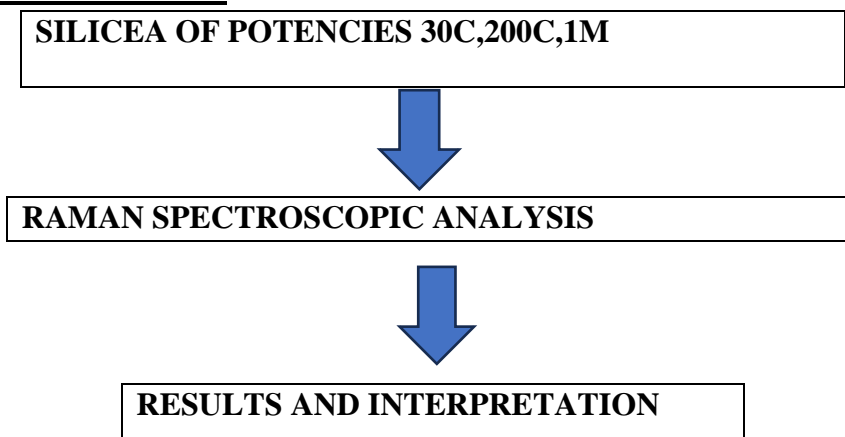 SILICEA OF POTENCIES 30C,200C,1M
RAMAN SPECTROSCOPIC ANALYSIS
RESULTS AND INTERPRETATION